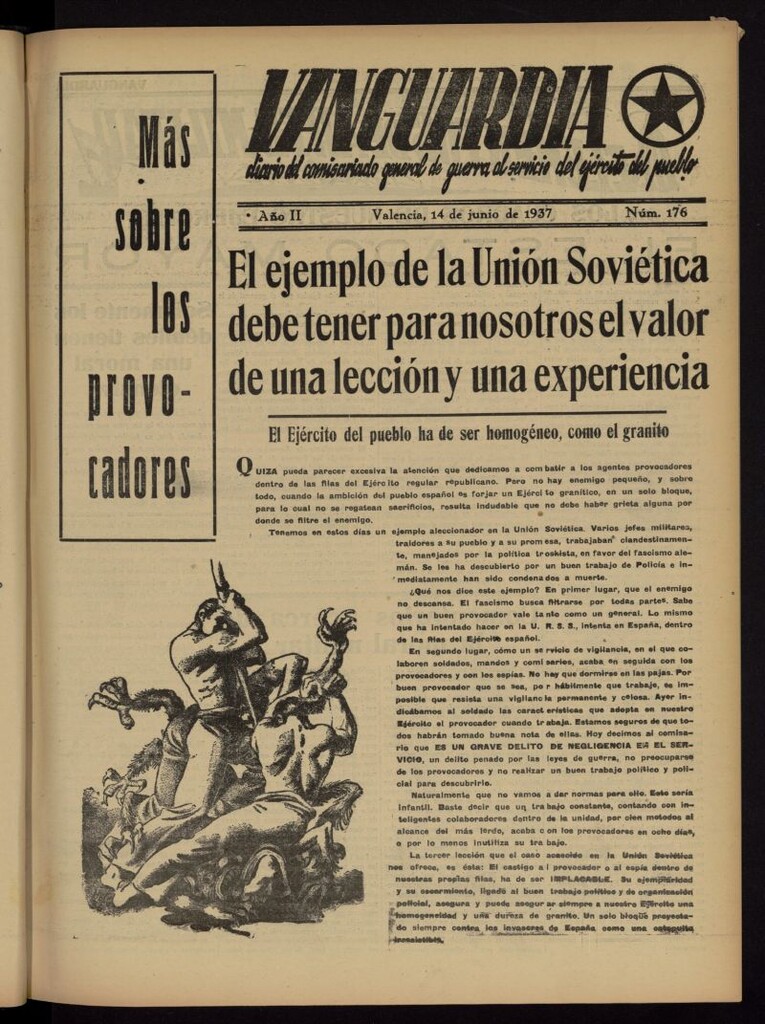 Más
sobre
los
provo-
cadores
VANGUARDIA
diario del comisariado general de guerra al servicio del ejército del pueblo
Año II Valencia, 14 de junio de 1937 Núm. 176
El ejemplo de la Unión Soviética
debe tener para nosotros el valor
de una lección y una experiencia
El Ejército del pueblo ha de ser homogéneo, como el granito
QUIZA pueda parecer excesiva la atención que dedicamos a combatir a los agentes provocadores
dentro de las filas del Ejército regular republicano. Pero no hay enemigo pequeño, y sobre
todo, cuando la ambición del pueblo español es forjar un Ejército granítico, en un solo bloque,
para lo cual no se regatean sacrificios, resulta indudable que no debe haber grieta alguna por
donde se filtre el enemigo.
Tenemos en estos días un ejemplo aleccionador en la Unión Soviética. Varios jefes militares,
traidores a su pueblo y a su promesa, trabajaban clandestinamen-
te, manejados por la política troskista, en favor del fascismo ale-
mán. Se les ha descubierto por un buen trabajo de Policía e in-
mediatamente han sido condenados a muerte.
¿Qué nos dice este ejemplo? En primer lugar, que el enemigo
no descansa. El fascismo busca filtrarse por todas partes. Sabe
que un buen provocador vale tanto como un general. Lo mismo
que ha intentado hacer en la U. R. S. S., intenta en España, dentro
de las filas del Ejército español.
En segundo lugar, cómo un servicio de vigilancia, en el que co-
laboren soldados, mandos y comisarios, acaba en seguida con los
provocadores y con los espías. No hay que dormirse en las pajas. Por
buen provocador que se sea, por hábilmente que trabaje, es im-
posible que resista una vigilancia permanente y celosa. Ayer in-
dicábamos al soldado las características que adopta en nuestro
Ejército el provocador cuando trabaja. Estamos seguros de que to-
dos habrán tomado buena nota de ellas. Hoy decimos al comisa-
rio que ES UN GRAVE DELITO DE NEGLIGENCIA EN EL SER-
VICIO, un delito penado por las leyes de guerra, no preocuparse
de los provocadores y no realizar un buen trabajo político y poli-
cial para descubrirlo.
Naturalmente que no vamos a dar normas para ello. Este sería
infantil. Baste decir que un trabajo constante, contando con in-
teligentes colaboradores dentro de la unidad, por cien metodos al
alcance del más lerdo, acaba con los provocadores en ocho días,
o por lo menos inutiliza su trabajo.
La tercer lección que el caso acaecido en la Unión Soviética
nos ofrece, es ésta: El castigo al provocador o al espía dentro de
nuestras propias filas, ha de ser IMPLACABLE. Su ejemplaridad
y su escarmiento, ligado al buen trabajo político y de organización
policial, asegura y puede asegurar siempre a nuestro Ejército una
homogeneidad y una dureza de granito. Un solo bloque proyecta-
do siempre contra los invasores de España como una catapulta
irresistible.